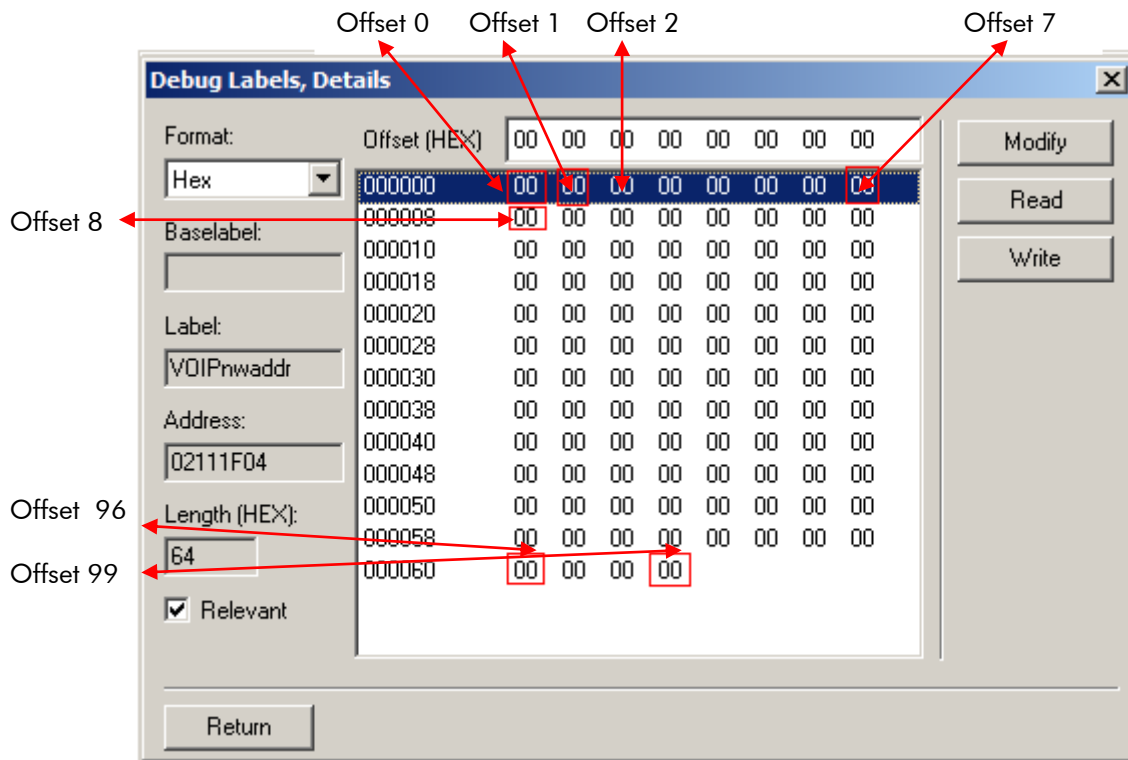 Offset 0 Offset 1 Offset 2 Offset 7
Debug Labels, Details
Format: Offset (HEX) 00 00 00 00 00 00 00 00 Modify
Hex 000000 00 00 00 00 00 00 00 00 Read
Offset 8 000008 00 00 00 00 00 00 00 00
Baselabel: 000010 00 00 00 00 00 00 00 00 Write
000018 00 00 00 00 00 00 00 00
000020 00 00 00 00 00 00 00 00
Label: 000028 00 00 00 00 00 00 00 00
VOIPnwaddr 000030 00 00 00 00 00 00 00 00
000038 00 00 00 00 00 00 00 00
Address: 000040 00 00 00 00 00 00 00 00
02111F04 000048 00 00 00 00 00 00 00 00
Offset 96 Length (HEX): 000050 00 00 00 00 00 00 00 00
64 000058 00 00 00 00 00 00 00 00
Offset 99 000060 00 00 00 00
Relevant
Return